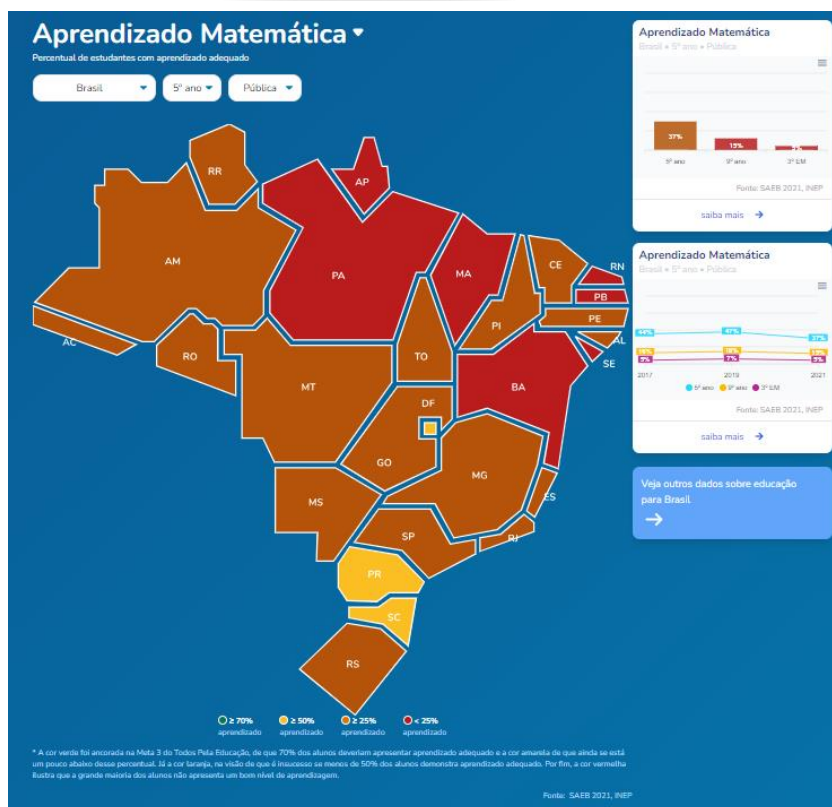 Aprendizado Matemática
Percentual de estudantes com aprendizado adequado
Brasil
5º ano
Pública
RR
AP
AM
PA
MA
CE
RN
PB
PI
PE
AC
AL
RO
TO
SE
MT
BA
DF
GO
MG
MS
ES
SP
RJ
PR
SC
RS
≥ 70%
aprendizado
≥ 50%
aprendizado
≥ 25%
aprendizado
< 25%
aprendizado
* A cor verde foi ancorada na Meta 3 do Todos Pela Educação, de que 70% dos alunos deveriam apresentar aprendizado adequado e a cor amarela de que ainda se está
um pouco abaixo desse percentual. Já a cor laranja, na visão de que é insucesso se menos de 50% dos alunos demonstra aprendizado adequado. Por fim, a cor vermelha
ilustra que a grande maioria dos alunos não apresenta um bom nível de aprendizagem.
Fonte: SAEB 2021, INEP
Aprendizado Matemática
Brasil • 5º ano • Pública
37%
15%
5%
5º ano
9º ano
3º EM
Fonte: SAEB 2021, INEP
saiba mais →
Aprendizado Matemática
Brasil • 5º ano • Pública
44%
47%
37%
16%
18%
15%
5%
7%
5%
2017
2019
2021
5º ano
9º ano
3º EM
Fonte: SAEB 2021, INEP
saiba mais →
Veja outros dados sobre educação
para Brasil
→